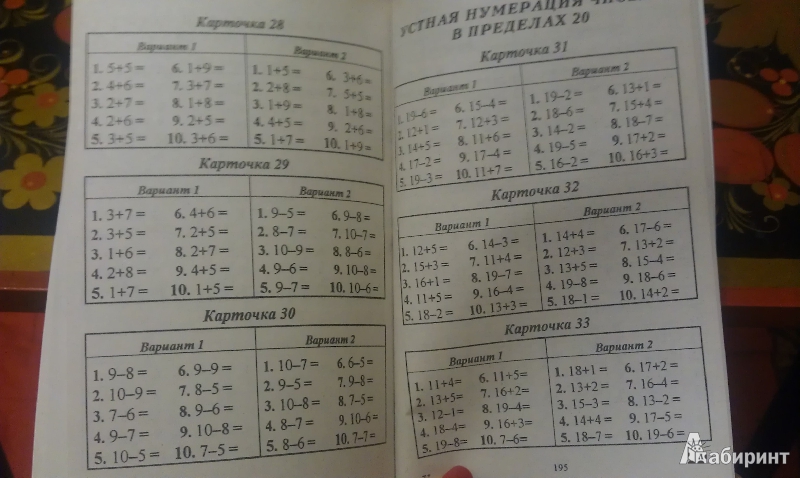 Карточка 28
Вариант 1 Вариант 2
1. 5+5= 6. 1+9= 1. 1+5= 6. 3+6=
2. 4+6= 7. 3+7= 2. 2+8= 7. 5+5=
3. 2+7= 8. 1+8= 3. 1+9= 8. 1+8=
4. 2+6= 9. 2+5= 4. 4+5= 9. 2+6=
5. 3+5= 10. 3+6= 5. 1+7= 10. 1+9=
Карточка 29
Вариант 1 Вариант 2
1. 3+7= 6. 4+6= 1. 9–5= 6. 9–8=
2. 3+5= 7. 2+5= 2. 8–7= 7. 10–7=
3. 1+6= 8. 2+7= 3. 10–9= 8. 8–6=
4. 2+8= 9. 4+5= 4. 9–6= 9. 10–8=
5. 1+7= 10. 1+5= 5. 9–7= 10. 10–6=
Карточка 30
Вариант 1 Вариант 2
1. 9–8= 6. 9–9= 1. 10–7= 6. 6–5=
2. 10–9= 7. 8–5= 2. 9–5= 7. 9–8=
3. 7–6= 8. 9–6= 3. 10–8= 8. 7–5=
4. 9–7= 9. 10–8= 4. 8–7= 9. 10–6=
5. 10–5= 10. 7–5= 5. 8–6= 10. 7–7=
УСТНАЯ НУМЕРАЦИЯ
В ПРЕДЕЛАХ 20
Карточка 31
Вариант 1 Вариант 2
1. 19–6= 6. 15–4= 1. 19–2= 6. 13+1=
2. 12+1= 7. 12+3= 2. 18–6= 7. 15+4=
3. 14+5= 8. 11+6= 3. 14–2= 8. 18–7=
4. 17–2= 9. 17–4= 4. 19–5= 9. 17+2=
5. 19–3= 10. 11+7= 5. 16–2= 10. 16+3=
Карточка 32
Вариант 1 Вариант 2
1. 12+5= 6. 14–3= 1. 14+4= 6. 17–6=
2. 15+3= 7. 11+4= 2. 12+3= 7. 13+2=
3. 16+1= 8. 19–7= 3. 13+5= 8. 15–4=
4. 11+5= 9. 16–4= 4. 19–8= 9. 18–6=
5. 18–2= 10. 13+3= 5. 18–1= 10. 14+2=
Карточка 33
Вариант 1 Вариант 2
1. 11+4= 6. 11+5= 1. 18+1= 6. 17+2=
2. 13+5= 7. 16+2= 2. 13+2= 7. 16–4=
3. 12–1= 8. 19–4= 3. 15–3= 8. 13–2=
4. 18–4= 9. 16+3= 4. 14+4= 9. 17–5=
5. 19–8= 10. 7–6= 5. 18–7= 10. 19–6=
195
Лабиринт